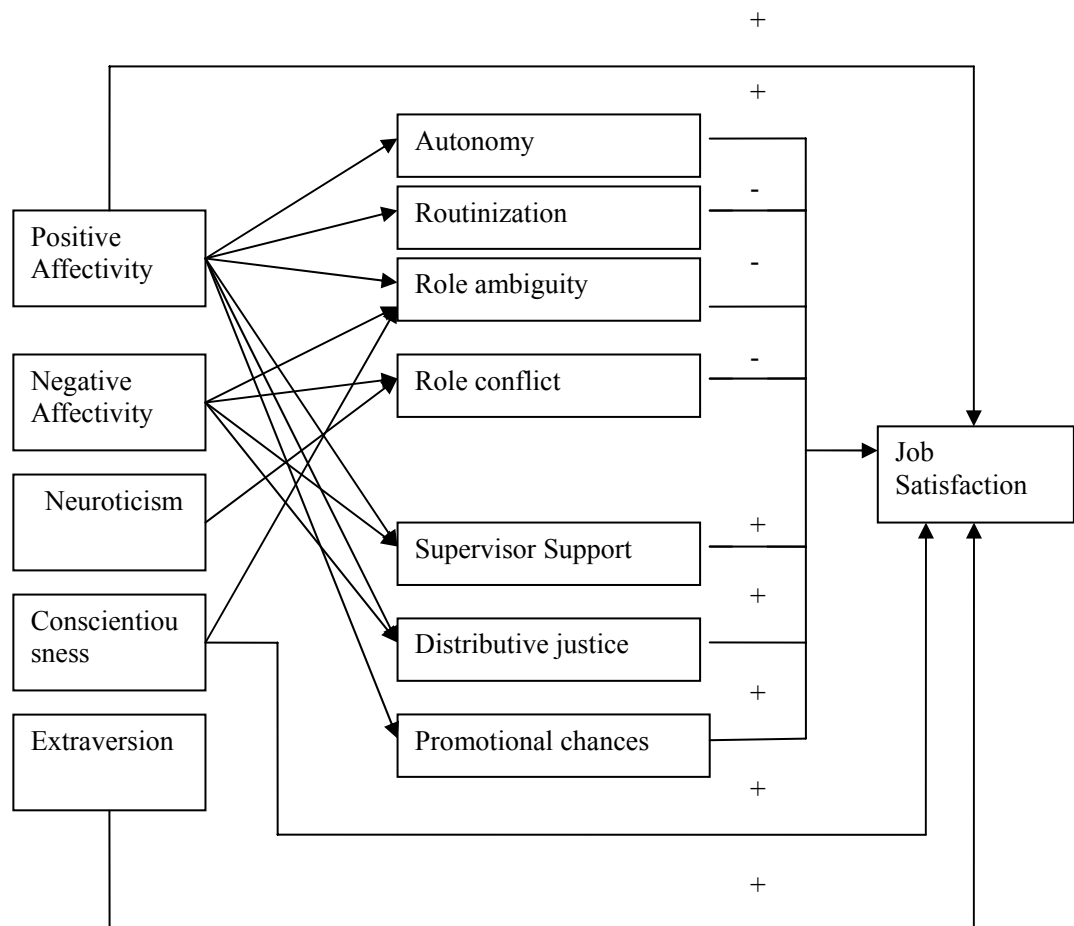 +
+
Autonomy
-
Routinization
Positive
Affectivity
-
Role ambiguity
-
Role conflict
Negative
Affectivity
Job
Satisfaction
Neuroticism
+
Supervisor Support
+
Conscientiou
sness
Distributive justice
+
Extraversion
Promotional chances
+
+